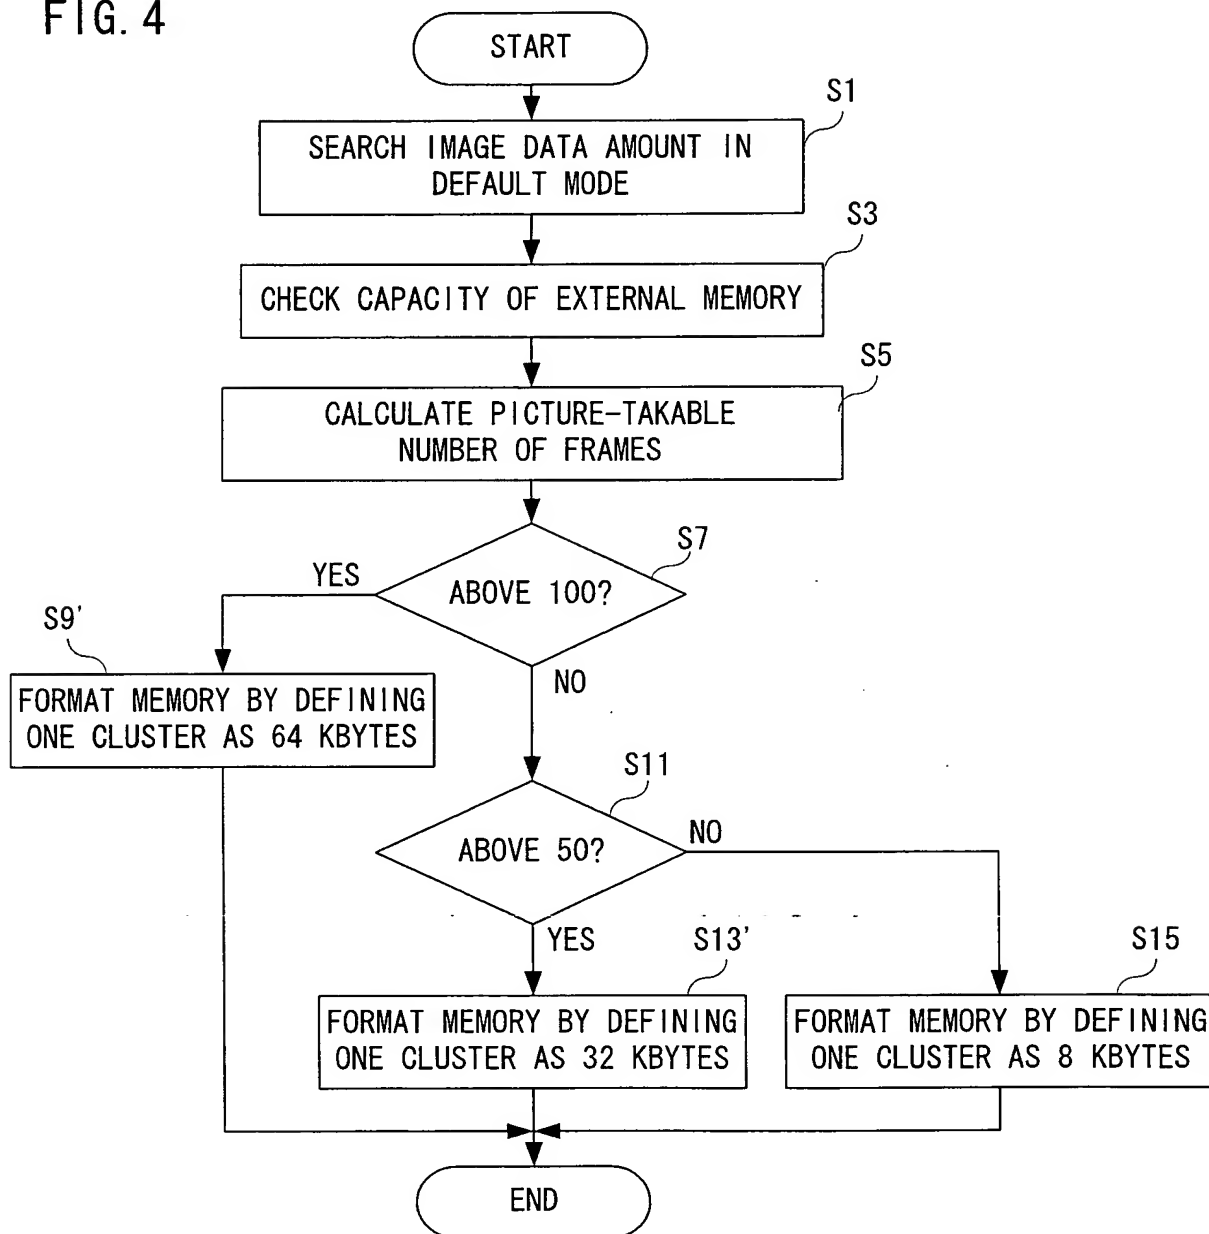 FIG. 4
START
S1
SEARCH IMAGE DATA AMOUNT IN
DEFAULT MODE
S3
CHECK CAPACITY OF EXTERNAL MEMORY
S5
CALCULATE PICTURE-TAKABLE
NUMBER OF FRAMES
S7
YES
ABOVE 100?
S9'
NO
FORMAT MEMORY BY DEFINING
ONE CLUSTER AS 64 KBYTES
S11
NO
ABOVE 50?
YES
S13'
S15
FORMAT MEMORY BY DEFINING
ONE CLUSTER AS 32 KBYTES
FORMAT MEMORY BY DEFINING
ONE CLUSTER AS 8 KBYTES
END